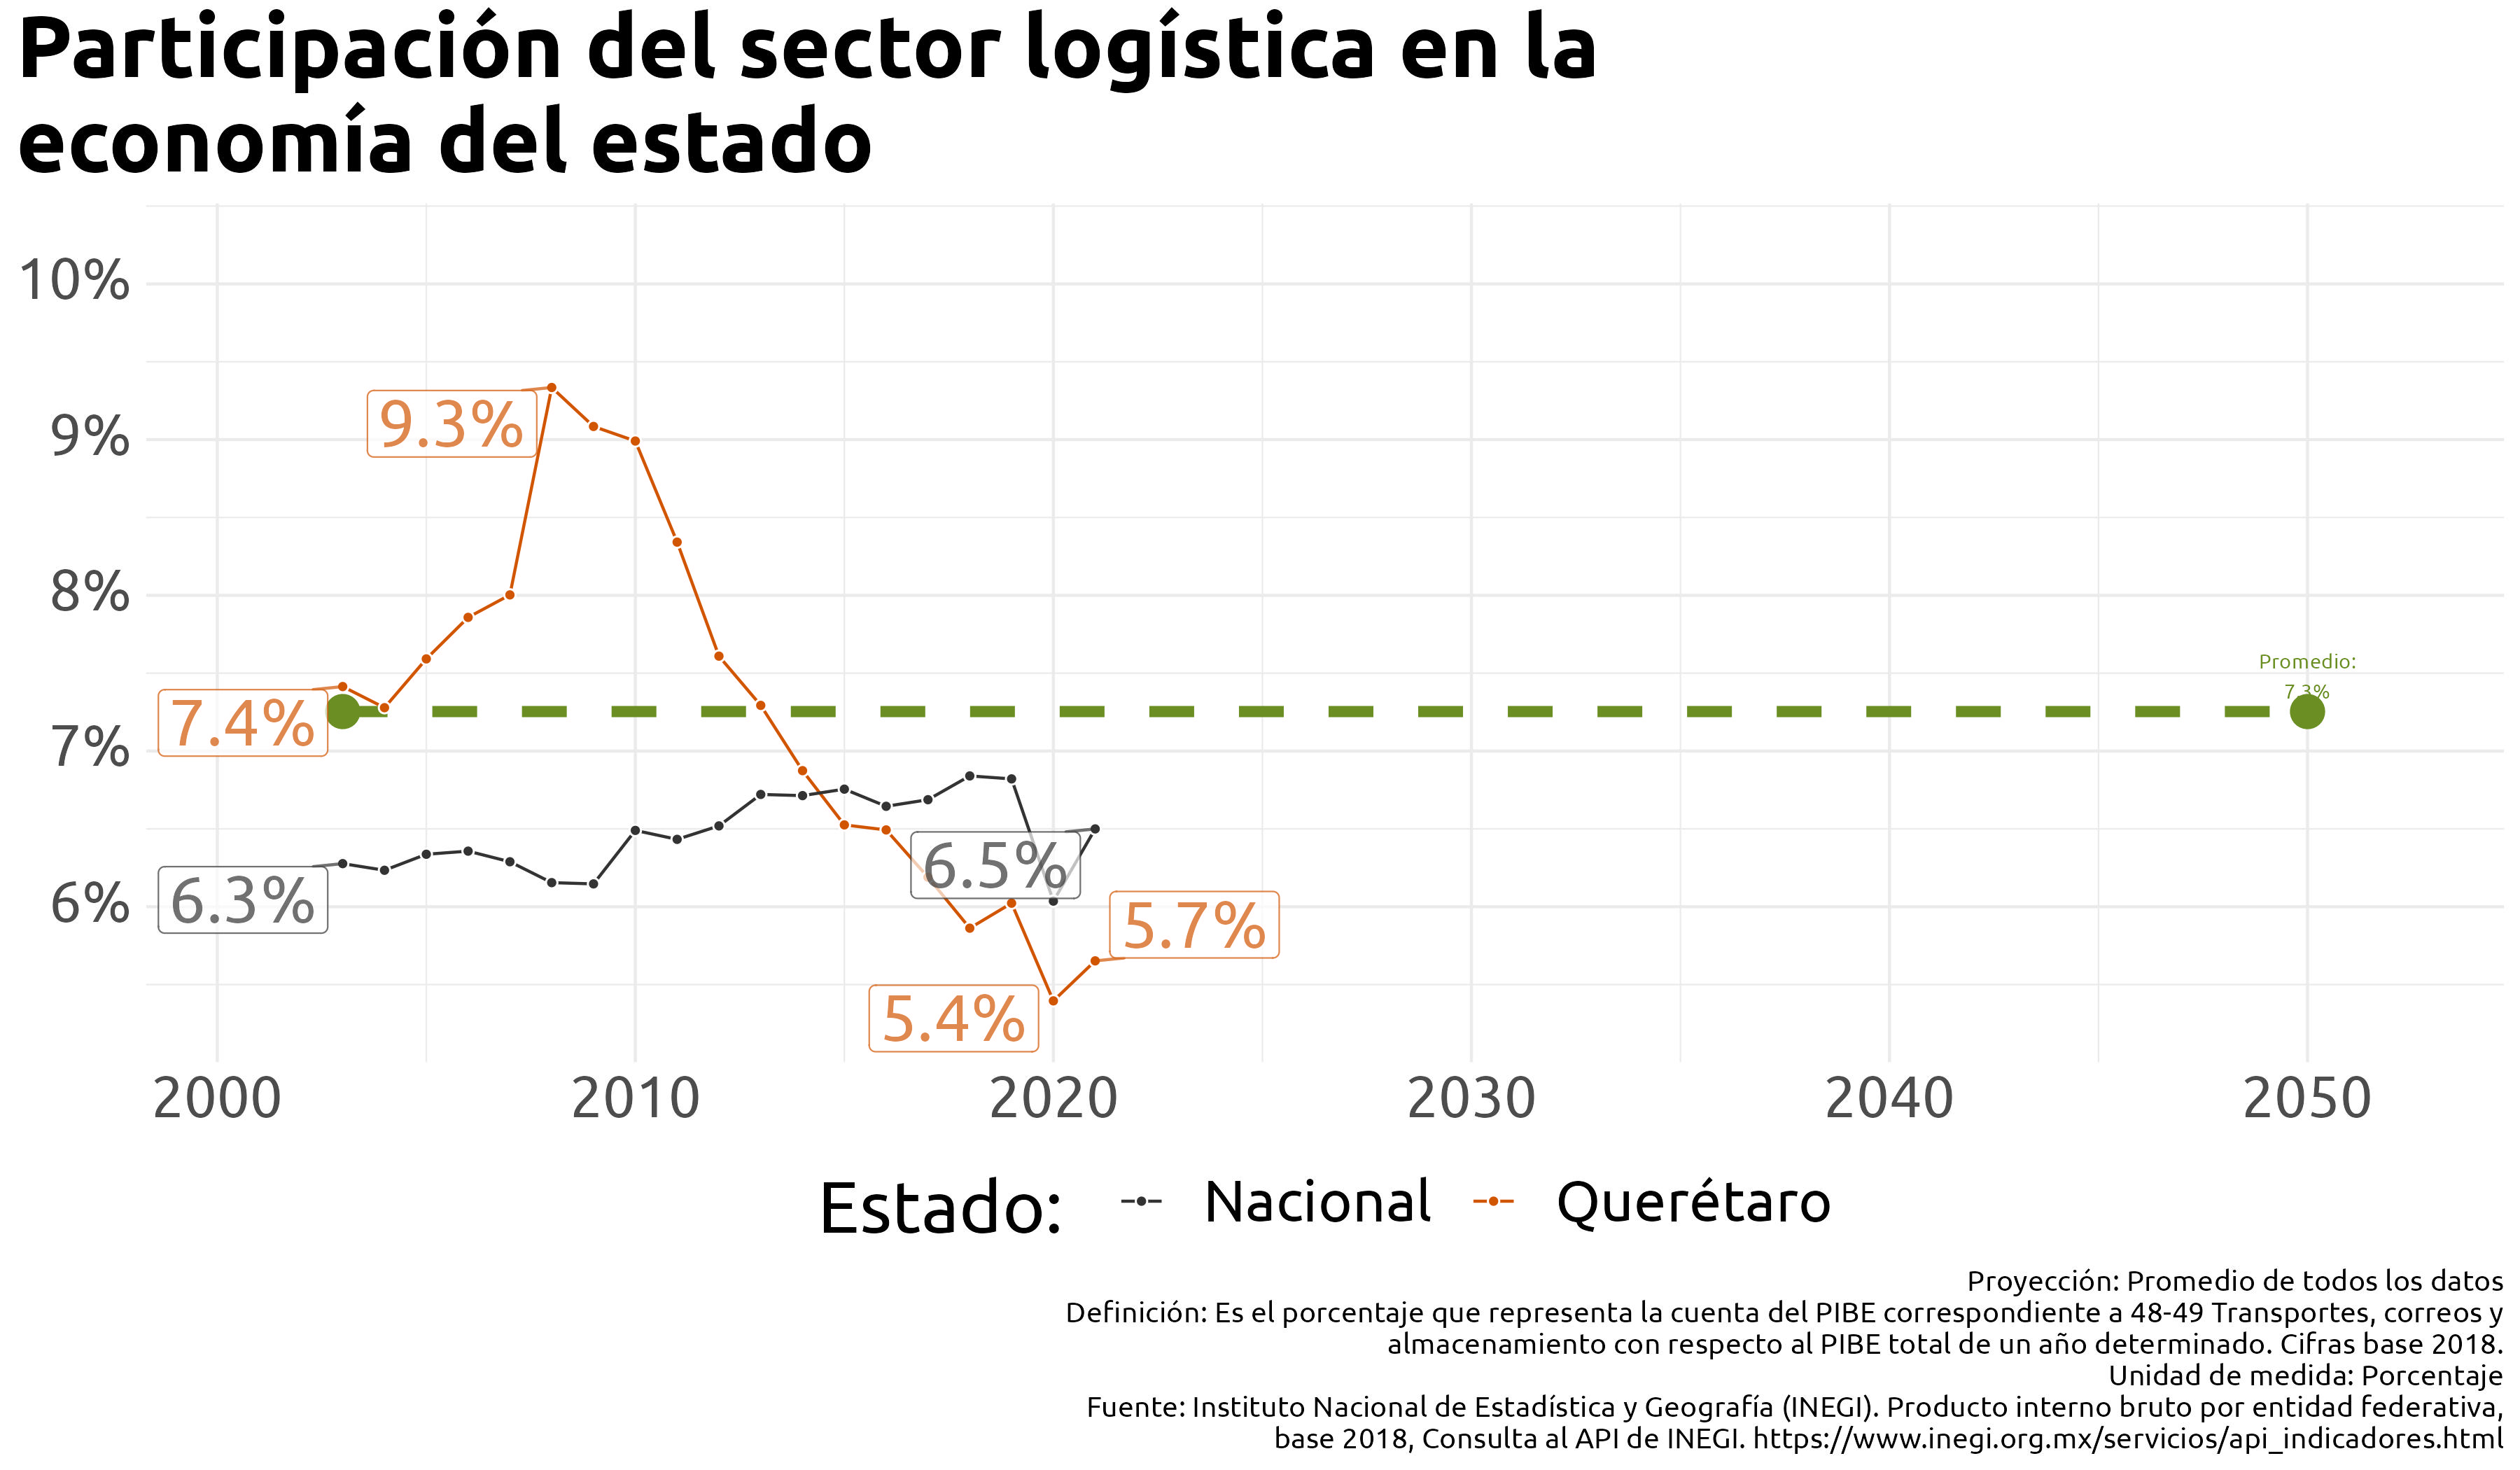 Participación del sector logística en la
economía del estado
10%
9%
8%
7%
6%
9.3%
7.4%
6.3%
6.5%
5.7%
5.4%
Promedio:
7.3%
2000
2010
2020
2030
2040
2050
Estado:
Nacional
Querétaro
Proyección: Promedio de todos los datos
Definición: Es el porcentaje que representa la cuenta del PIBE correspondiente a 48-49 Transportes, correos y
almacenamiento con respecto al PIBE total de un año determinado. Cifras base 2018.
Unidad de medida: Porcentaje
Fuente: Instituto Nacional de Estadística y Geografía (INEGI). Producto interno bruto por entidad federativa,
base 2018, Consulta al API de INEGI. https://www.inegi.org.mx/servicios/api_indicadores.html